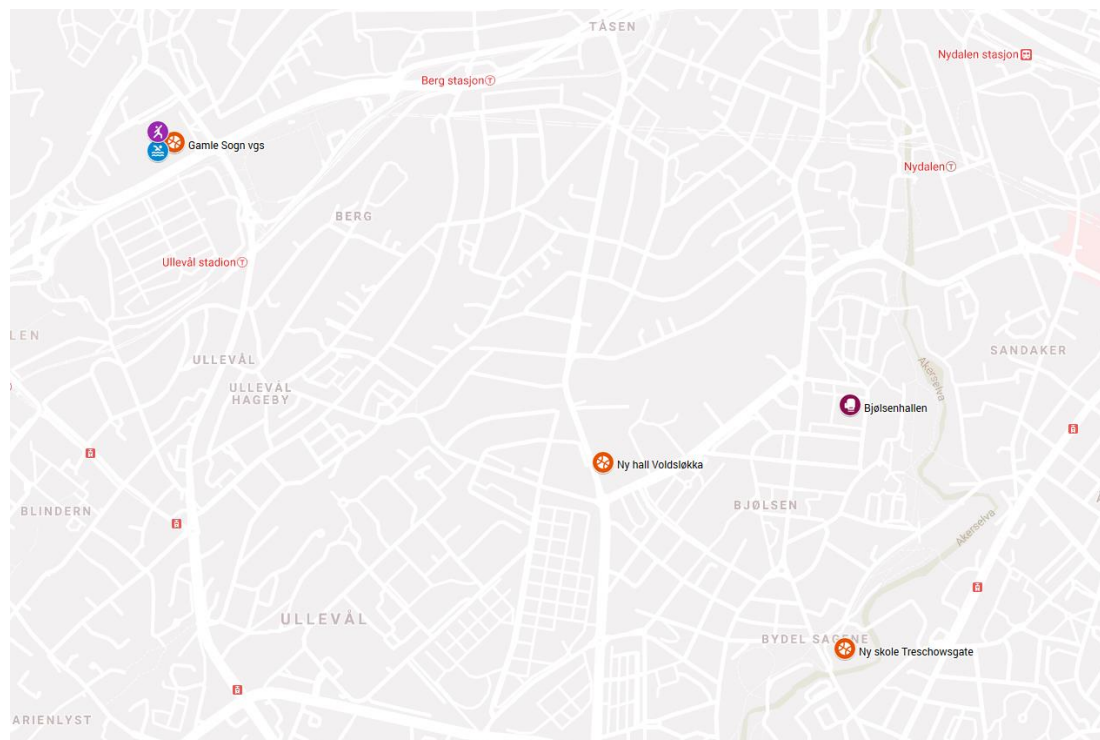 TÅSEN
Nydalen stasjon
Berg stasjon
Gamle Sogn vgs
Nydalen
BERG
Ullevål stadion
LEN
SANDAKER
ULLEVÅL
Akerselva
ULLEVÅL
HAGEBY
Bjølsenhallen
Ny hall Voldsløkka
BJØLSEN
BLINDERN
Akerselva
ULLEVÅL
BYDEL SAGENE
Ny skole Treschowsgate
ARIENLYST